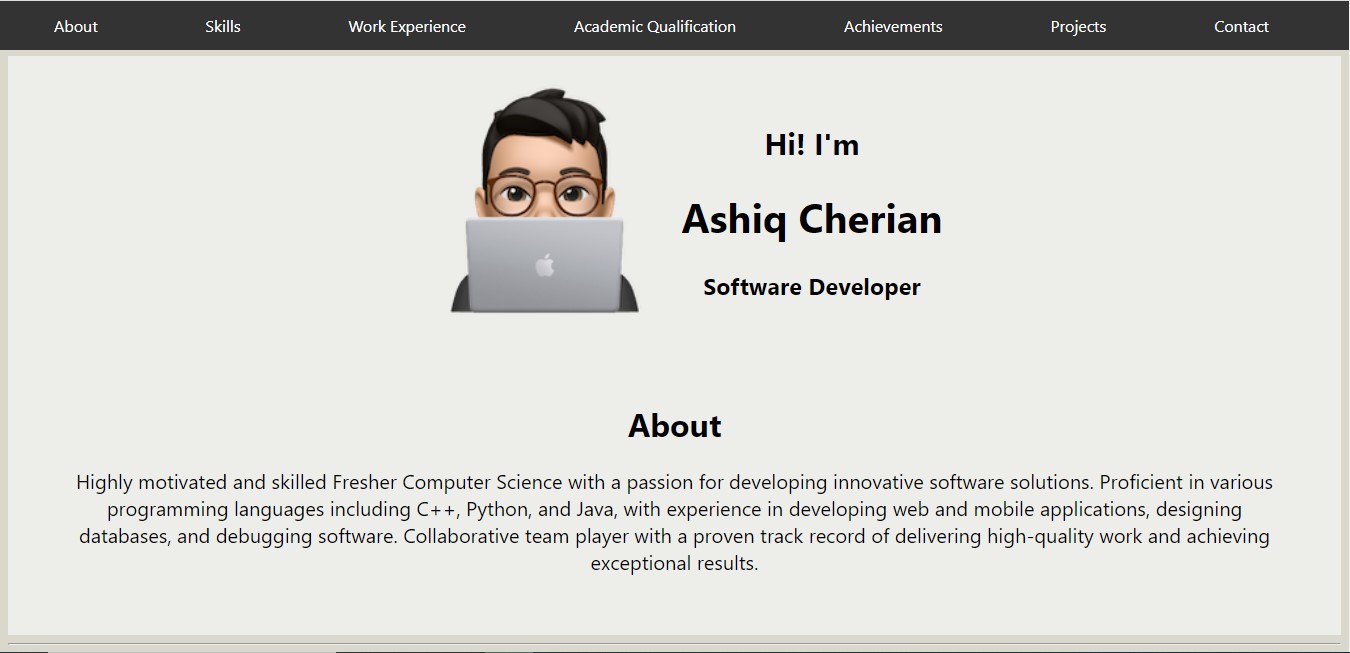 About Skills Work Experience Academic Qualification Achievements Projects Contact
Hi! I'm
Ashiq Cherian
Software Developer
About
Highly motivated and skilled Fresher Computer Science with a passion for developing innovative software solutions. Proficient in various
programming languages including C++, Python, and Java, with experience in developing web and mobile applications, designing
databases, and debugging software. Collaborative team player with a proven track record of delivering high-quality work and achieving
exceptional results.